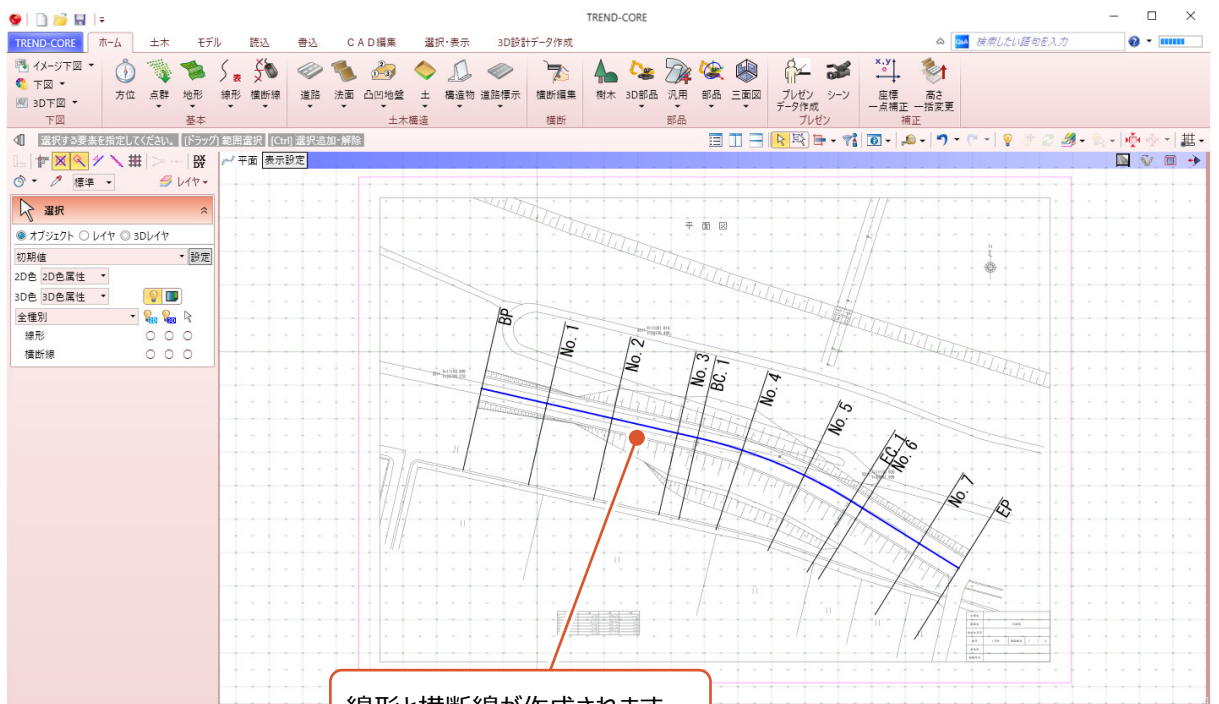 TREND-CORE
TREND-CORE ホーム 土木 モデル 読込 書込 CAD編集 選択・表示 3D設計データ作成
Q&A 検索したい語句を入力
イメージ下図
下図
3D下図
方位 点群 地形 線形 横断線 道路 法面 凸凹地盤 土 構造物 道路標示 横断編集 樹木 3D部品 汎用 部品 三面図 プレゼン シーン 座標 高さ
データ作成 一点補正 一括変更
表
x,y
下図 基本 土木構造 横断 部品 プレゼン 補正
選択する要素を指定してください。 [ドラッグ] 範囲選択 [Ctrl] 選択追加・解除
平面 表示設定
標準 レイヤ
選択
オブジェクト レイヤ 3Dレイヤ
初期値 設定
2D色 2D色属性
3D色 3D色属性
全種別
線形
横断線
平面図
BP
No. 1
No. 2
No. 3
BC. 1
No. 4
No. 5
EC. 1
No. 6
No. 7
EP
線形と横断線が作成されます